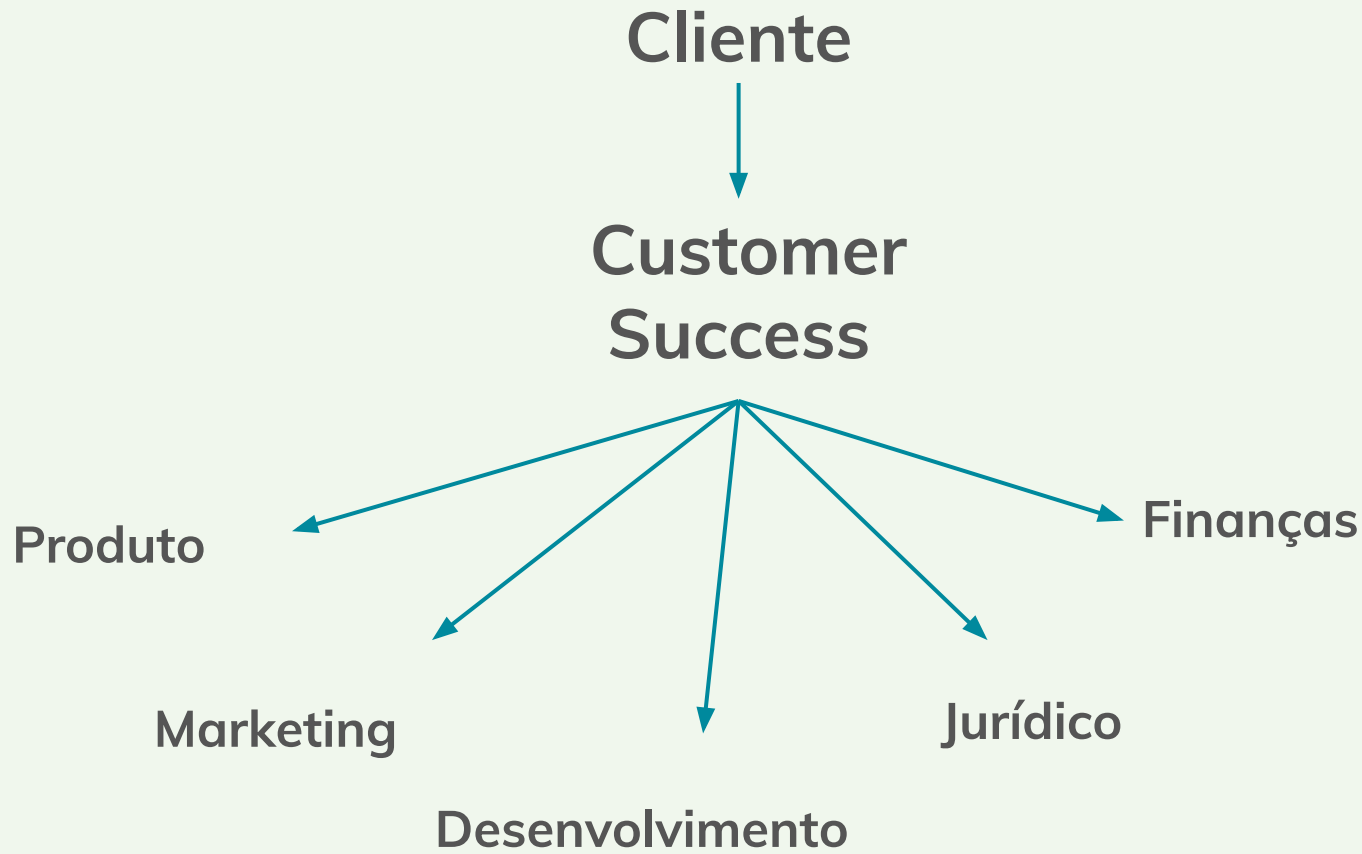 Cliente
Customer
Success
Produto
Finanças
Marketing
Jurídico
Desenvolvimento